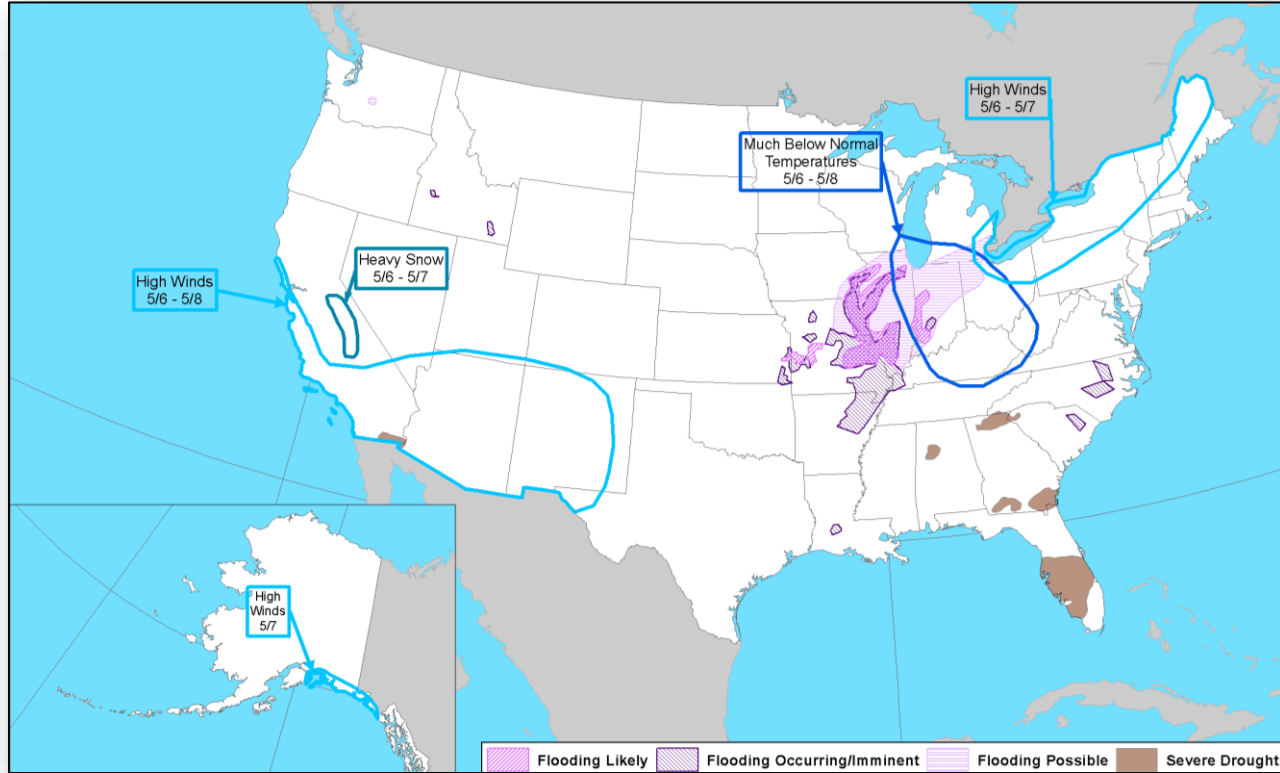 High Winds
5/6 - 5/7
Much Below Normal
Temperatures
5/6 - 5/8
Heavy Snow
5/6 - 5/7
High Winds
5/6 - 5/8
High
Winds
5/7
Flooding Likely
Flooding Occurring/Imminent
Flooding Possible
Severe Drought